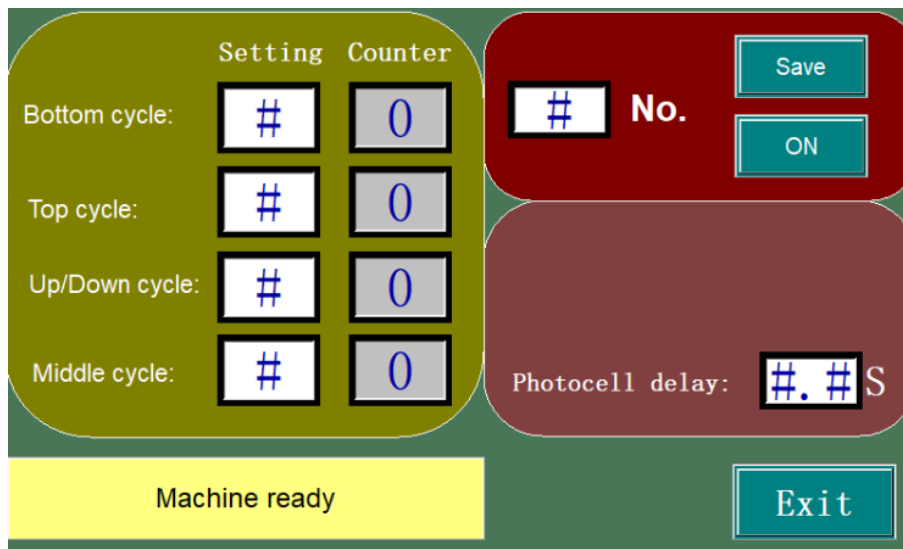 Setting Counter
Bottom cycle: # 0
Top cycle: # 0
Up/Down cycle: # 0
Middle cycle: # 0
# No.
Save
ON
Photocell delay: #.# S
Machine ready
Exit